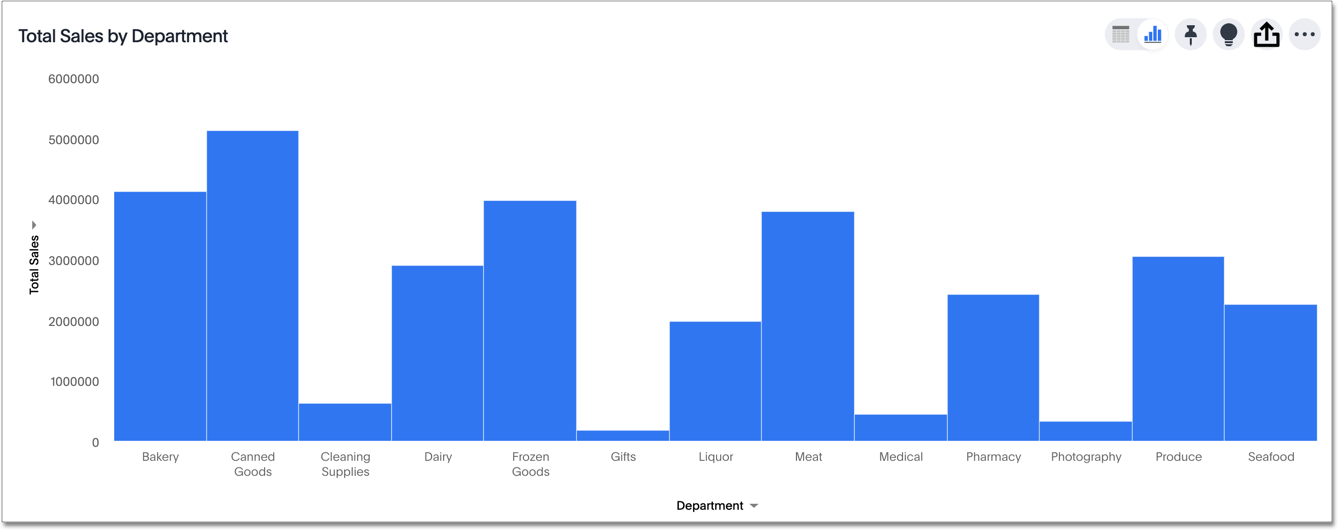 Total Sales by Department
6000000
5000000
4000000
3000000
2000000
1000000
0
Total Sales
Bakery
Canned
Goods
Cleaning
Supplies
Dairy
Frozen
Goods
Gifts
Liquor
Meat
Medical
Pharmacy
Photography
Produce
Seafood
Department